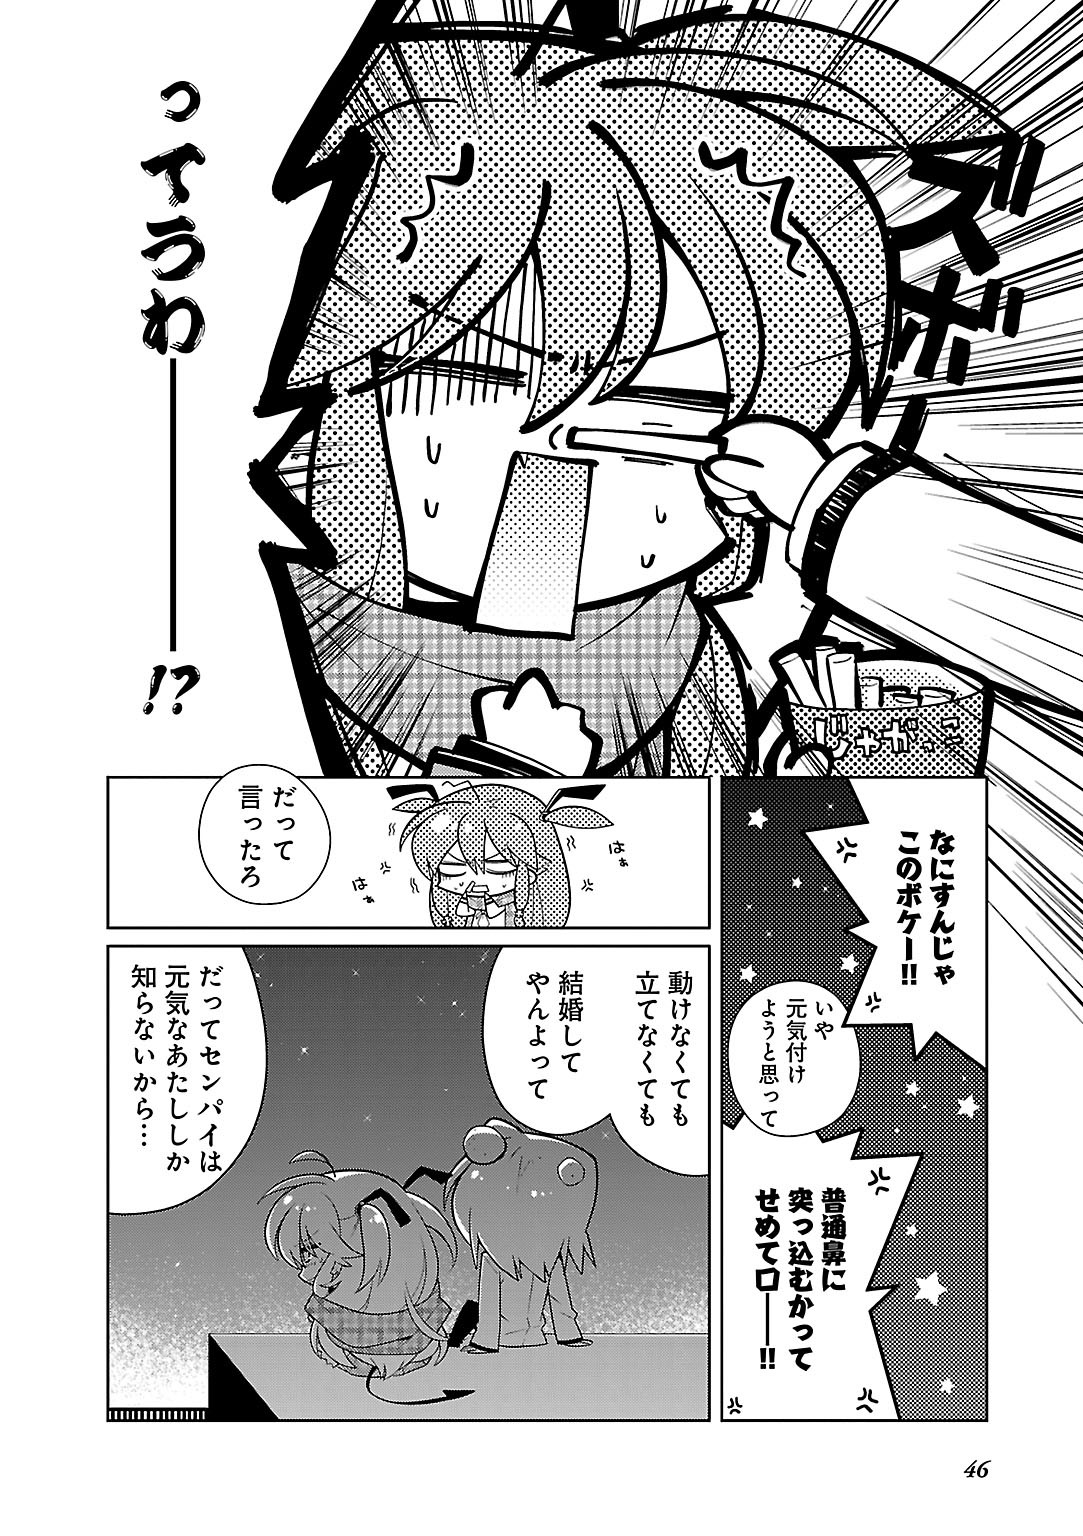 ズボッ
ってうわ――――!?
じゃが・こ
なにすんじゃ
このボケー!!
いや
元気付け
ようと思って
普通鼻に
突っ込むかって
せめて口――!!
はぁ
はぁ
だって
言ったろ
動けなくても
立てなくても
結婚して
やんよって
だってセンパイは
元気なあたししか
知らないから…
46